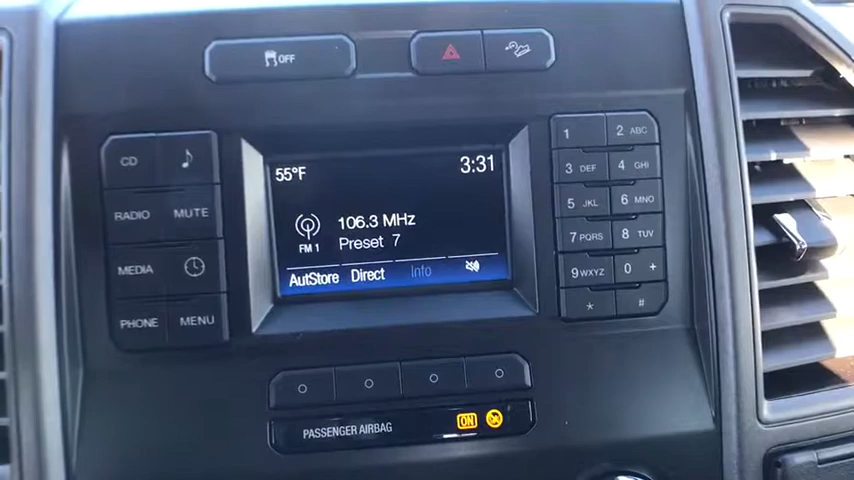 OFF
CD
RADIO MUTE
MEDIA
PHONE MENU
55°F 3:31
106.3 MHz
FM 1 Preset 7
AutoStore Direct Info
1 2 ABC
3 DEF 4 GHI
5 JKL 6 MNO
7 PQRS 8 TUV
9 WXYZ 0 +
* #
PASSENGER AIRBAG ON